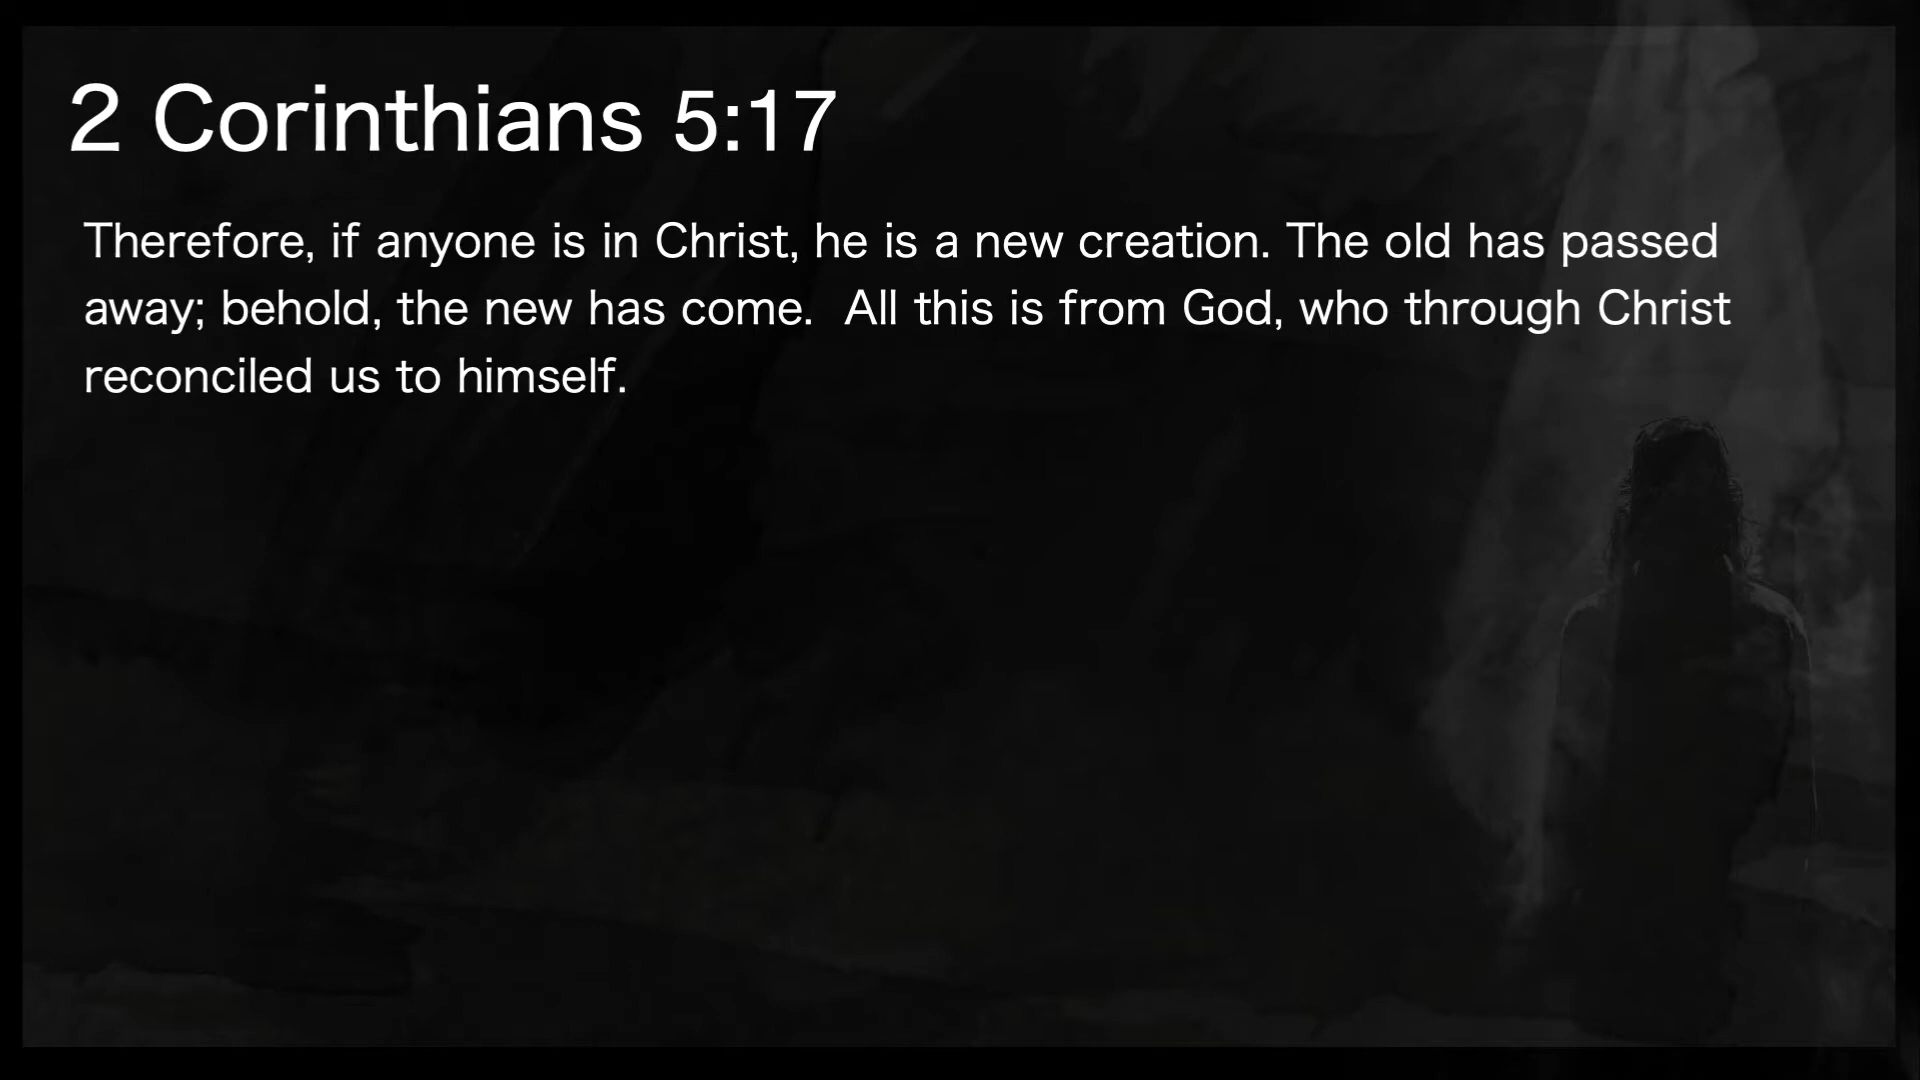 2 Corinthians 5:17
Therefore, if anyone is in Christ, he is a new creation. The old has passed
away; behold, the new has come.  All this is from God, who through Christ
reconciled us to himself.